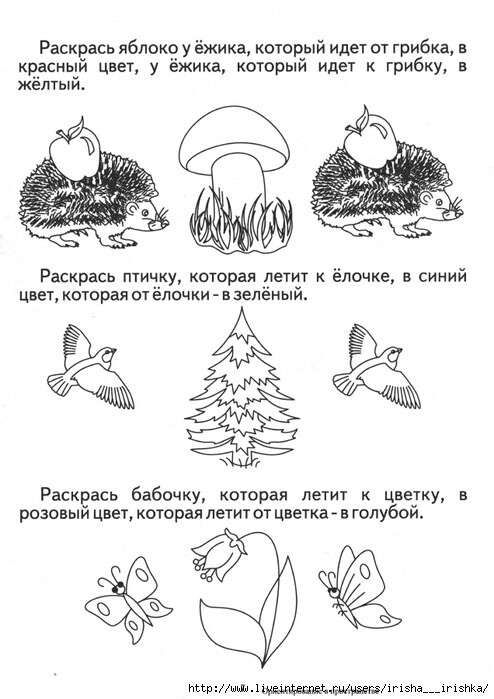 Раскрась яблоко у ёжика, который идет от грибка, в
красный цвет, у ёжика, который идет к грибку, в
жёлтый.
Раскрась птичку, которая летит к ёлочке, в синий
цвет, которая от ёлочки - в зелёный.
Раскрась бабочку, которая летит к цветку, в
розовый цвет, которая летит от цветка - в голубой.
http://www.liveinternet.ru/users/irisha___irishka/